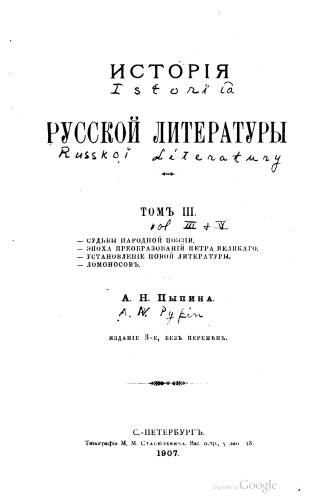 ИСТОРІЯ
Istoriia
РУССКОЙ ЛИТЕРАТУРЫ
Russkoi Literatury
ТОМЪ III.
vol III & IV
— СУДЬБЫ НАРОДНОЙ ПОЭЗІИ.
— ЭПОХА ПРЕОБРАЗОВАНІЙ ПЕТРА ВЕЛИКАГО.
— УСТАНОВЛЕНІЕ НОВОЙ ЛИТЕРАТУРЫ.
— ЛОМОНОСОВЪ.
А. Н. Пыпина.
A. N. Pypin
ИЗДАНІЕ 3-Е, БЕЗЪ ПЕРЕМѢНЪ.
С.-ПЕТЕРБУРГЪ.
Типографія М. М. Стасюлевича. Вас. остр., 5 лин. 28.
1907.
Digitized by Google